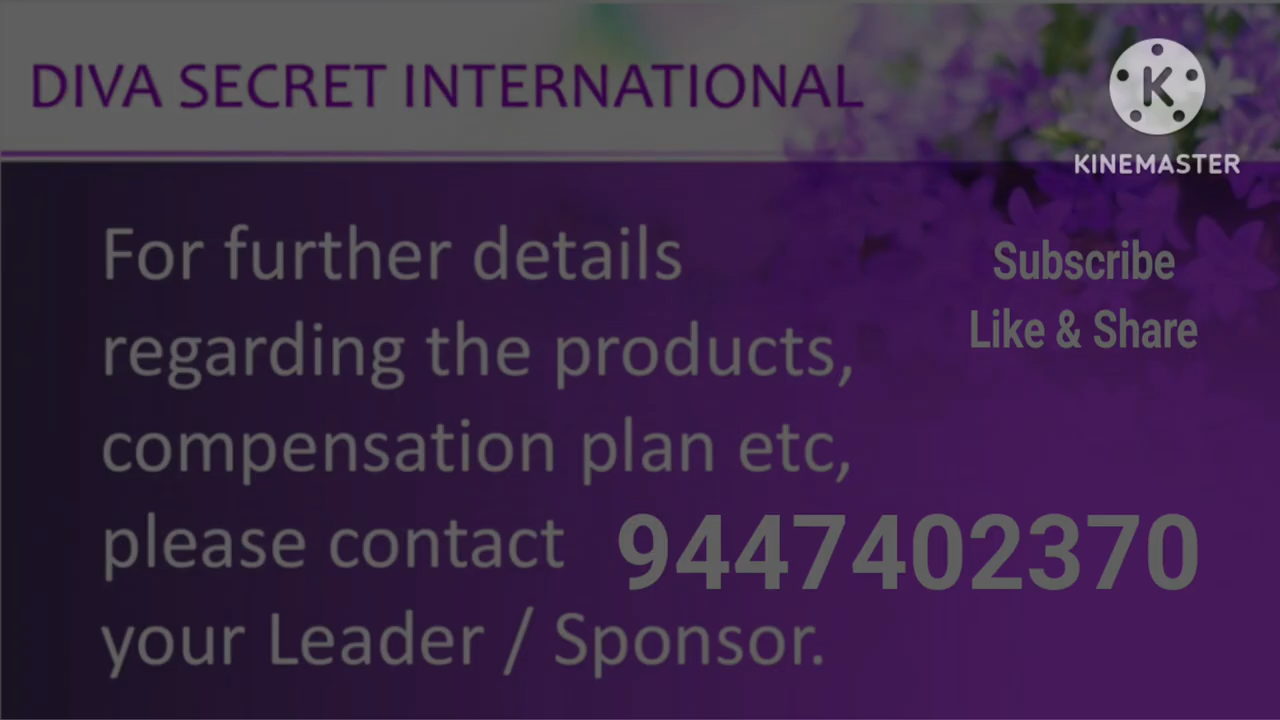 DIVA SECRET INTERNATIONAL
K
KINEMASTER
For further details
regarding the products,
compensation plan etc,
please contact 9447402370
your Leader / Sponsor.
Subscribe
Like & Share